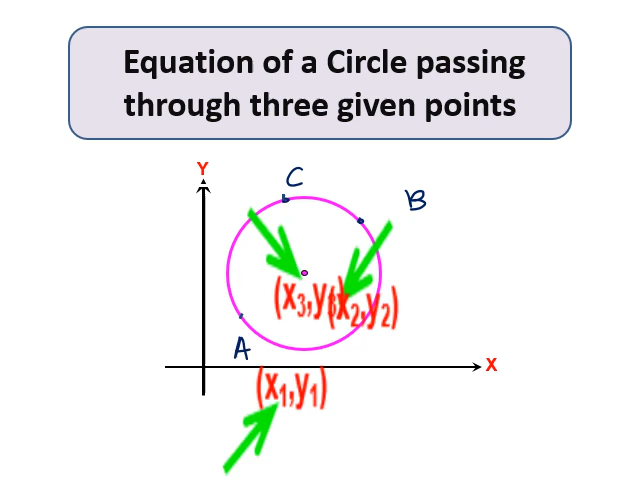 Equation of a Circle passing
through three given points
Y
C
B
(x₃,y₃)
(x₂,y₂)
A
X
(x₁,y₁)